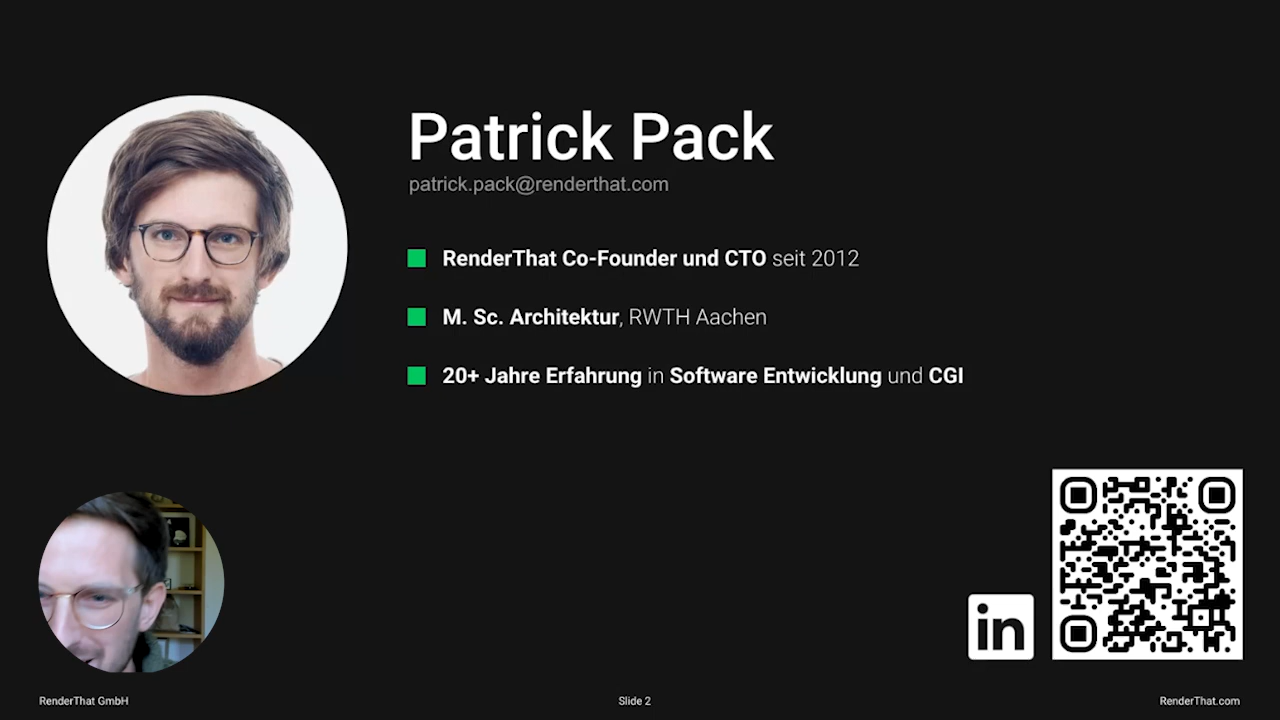 Patrick Pack
patrick.pack@renderthat.com
RenderThat Co-Founder und CTO seit 2012
M. Sc. Architektur, RWTH Aachen
20+ Jahre Erfahrung in Software Entwicklung und CGI
in
RenderThat GmbH
Slide 2
RenderThat.com